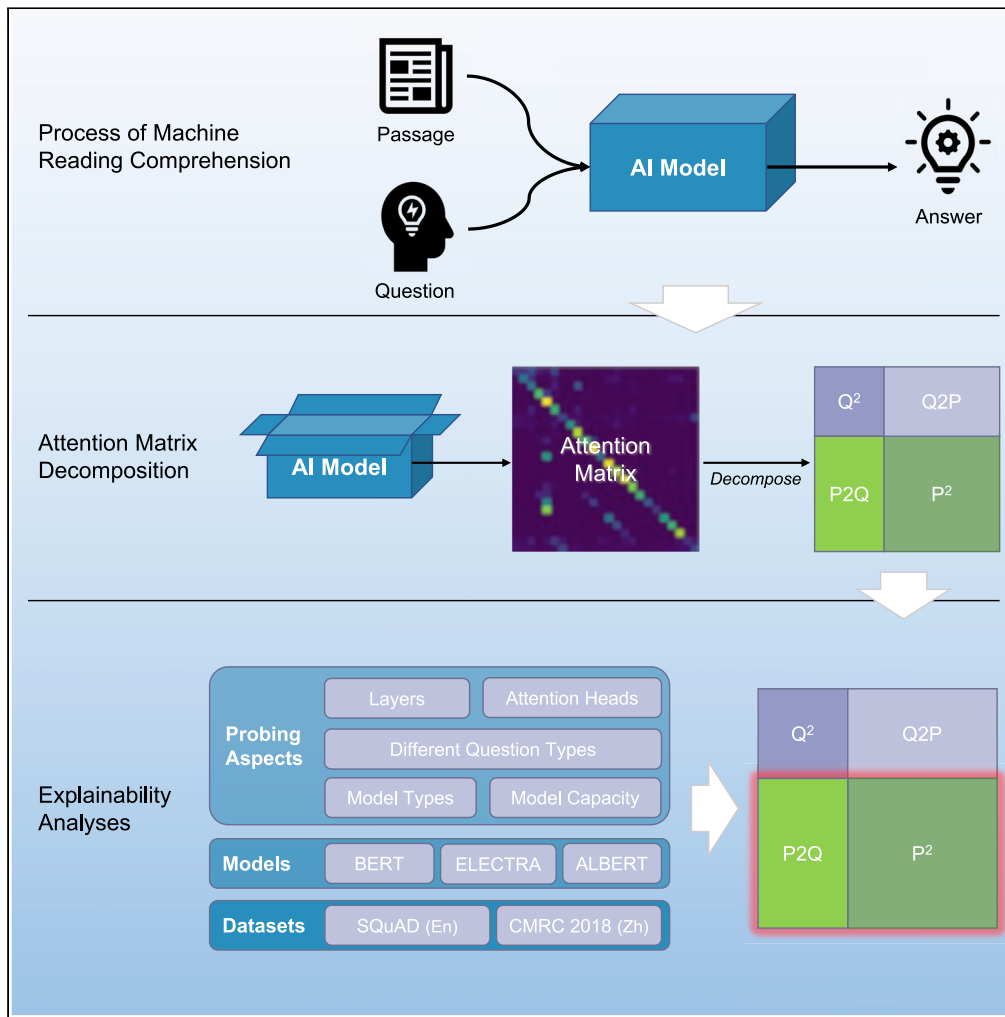 Passage
Process of Machine
Reading Comprehension
AI Model
Answer
Question
Attention Matrix
Decomposition
AI Model
Attention
Matrix
Decompose
Q²
Q2P
P2Q
P²
Explainability
Analyses
Probing
Aspects
Layers
Attention Heads
Different Question Types
Model Types
Model Capacity
Models
BERT
ELECTRA
ALBERT
Datasets
SQuAD (En)
CMRC 2018 (Zh)
Q²
Q2P
P2Q
P²